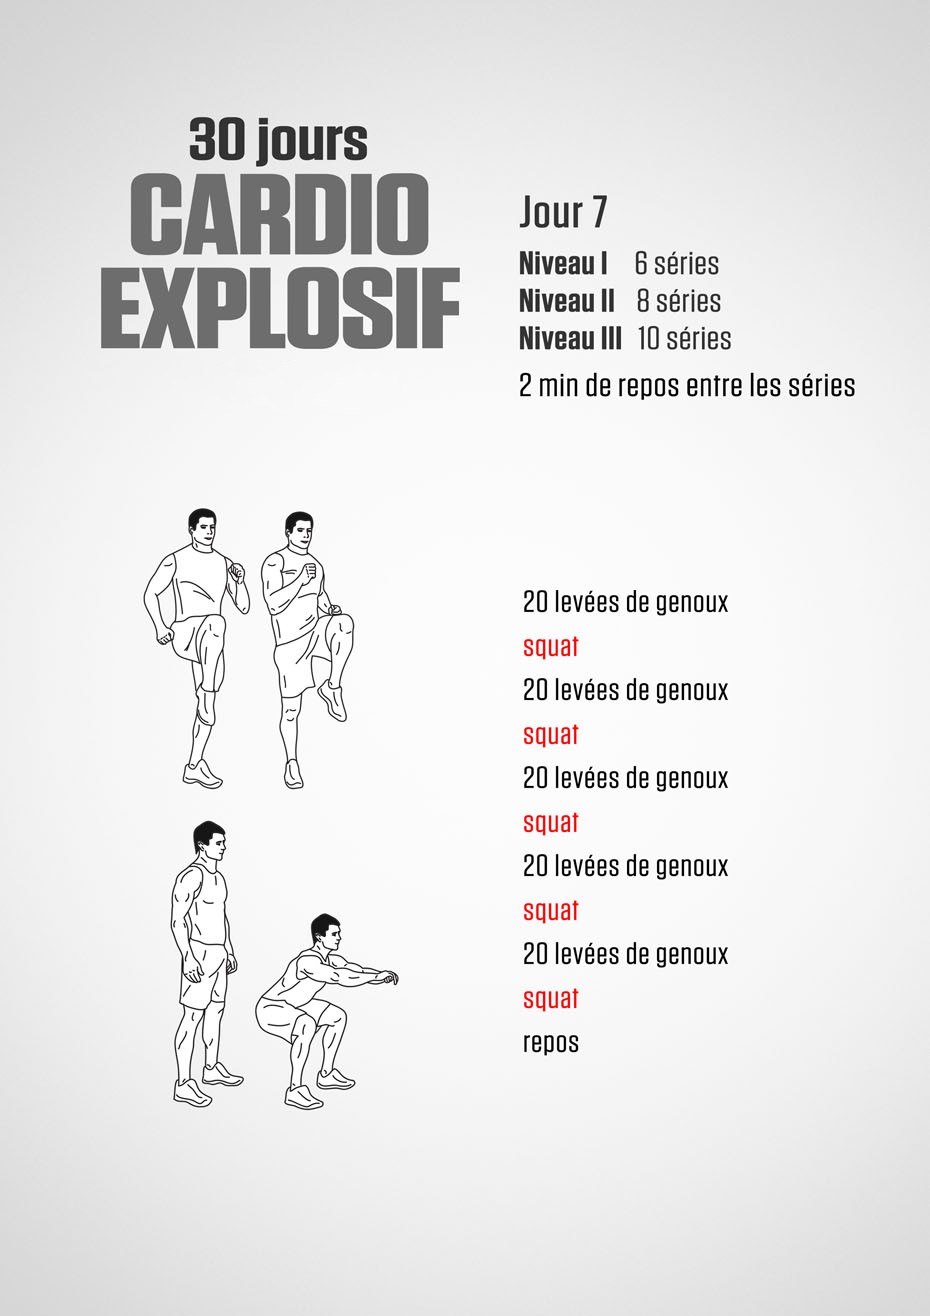 30 jours
CARDIO
EXPLOSIF
Jour 7
Niveau I 6 séries
Niveau II 8 séries
Niveau III 10 séries
2 min de repos entre les séries
20 levées de genoux
squat
20 levées de genoux
squat
20 levées de genoux
squat
20 levées de genoux
squat
20 levées de genoux
squat
repos